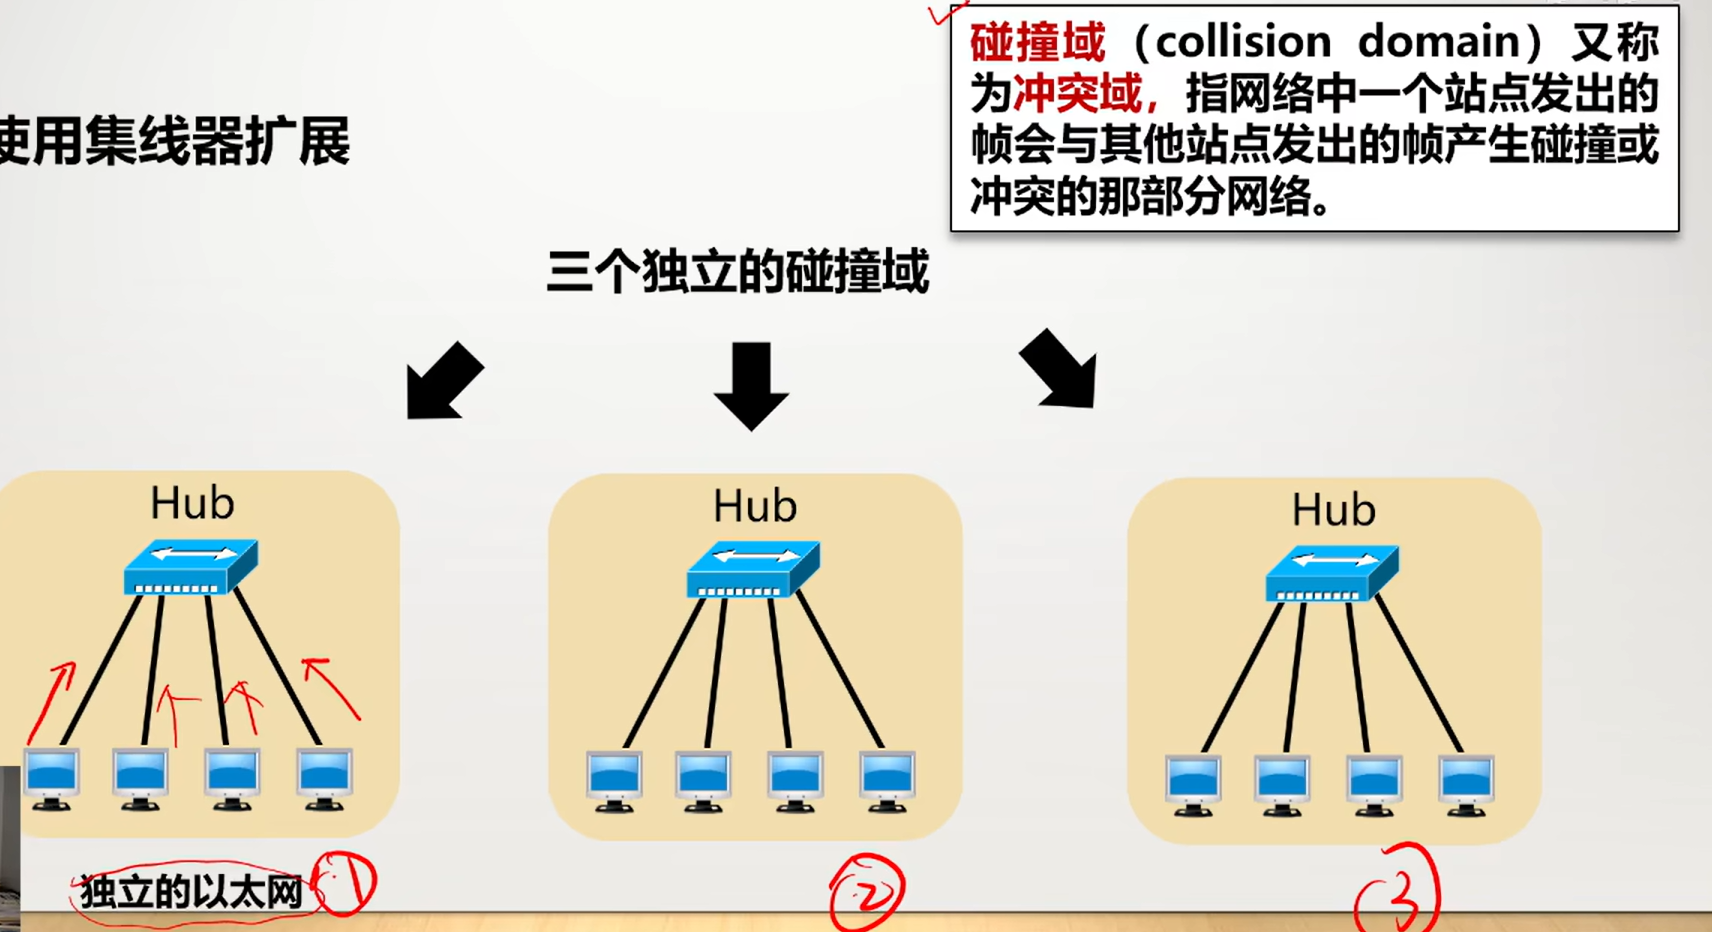 碰撞域（collision domain）又称
为冲突域，指网络中一个站点发出的
帧会与其他站点发出的帧产生碰撞或
冲突的那部分网络。
使用集线器扩展
三个独立的碰撞域
Hub
Hub
Hub
独立的以太网 ①
②
③